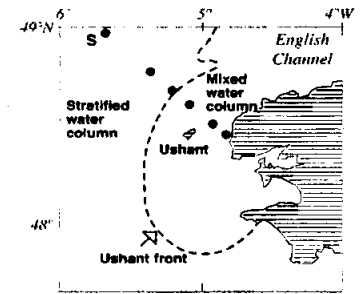 6°
5°
4°W
49°N
S
English
Channel
Mixed
water
column
Stratified
water
column
Ushant
48°
Ushant front